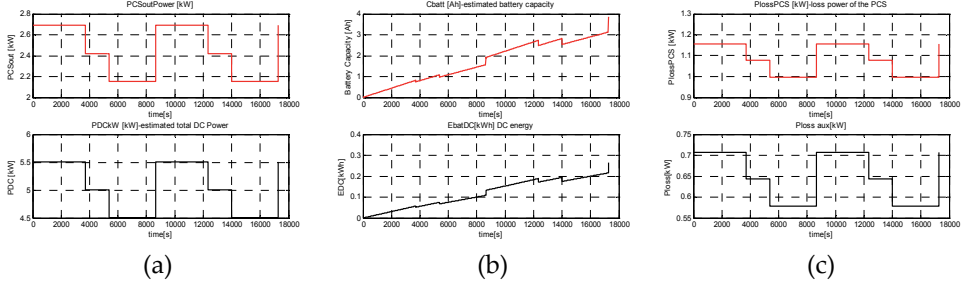 PCSoutPower [kW]
PCSout [kW]
2.8
2.6
2.4
2.2
2
0 2000 4000 6000 8000 10000 12000 14000 16000 18000
time[s]
PDCkW [kW]-estimated total DC Power
PDC [kW]
6
5.5
5
4.5
0 2000 4000 6000 8000 10000 12000 14000 16000 18000
time[s]
(a)
Cbatt [Ah]-estimated battery capacity
Battery Capacity [Ah]
4
3
2
1
0
0 2000 4000 6000 8000 10000 12000 14000 16000 18000
time[s]
EbatDC[kWh] DC energy
EDC[kWh]
0.4
0.3
0.2
0.1
0
0 2000 4000 6000 8000 10000 12000 14000 16000 18000
time[s]
(b)
PlossPCS [kW]-loss power of the PCS
PlossPCS [kW]
1.3
1.2
1.1
1
0.9
0 2000 4000 6000 8000 10000 12000 14000 16000 18000
time[s]
Ploss aux[kW]
Ploss[kW]
0.75
0.7
0.65
0.6
0.55
0 2000 4000 6000 8000 10000 12000 14000 16000 18000
time[s]
(c)